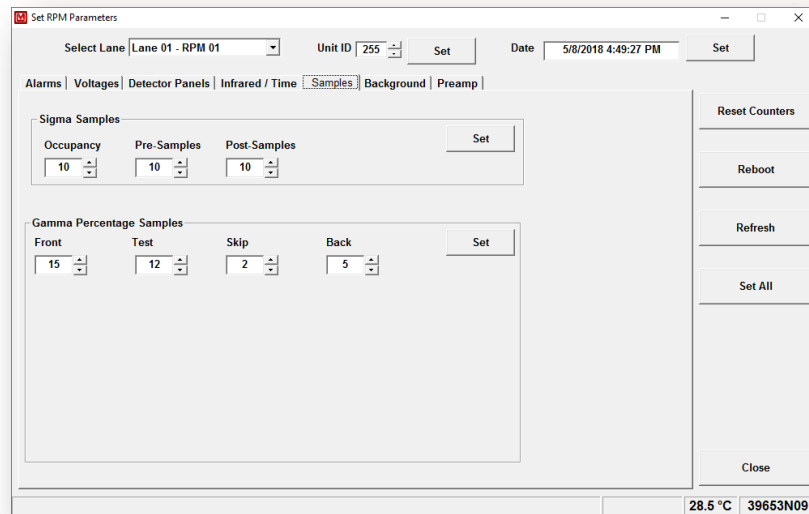 Set RPM Parameters
Select Lane Lane 01 - RPM 01 Unit ID 255 Set Date 5/8/2018 4:49:27 PM Set
Alarms Voltages Detector Panels Infrared / Time Samples Background Preamp
Sigma Samples
Occupancy Pre-Samples Post-Samples Set
10 10 10
Gamma Percentage Samples
Front Test Skip Back Set
15 12 2 5
Reset Counters
Reboot
Refresh
Set All
Close
28.5 °C 39653N09